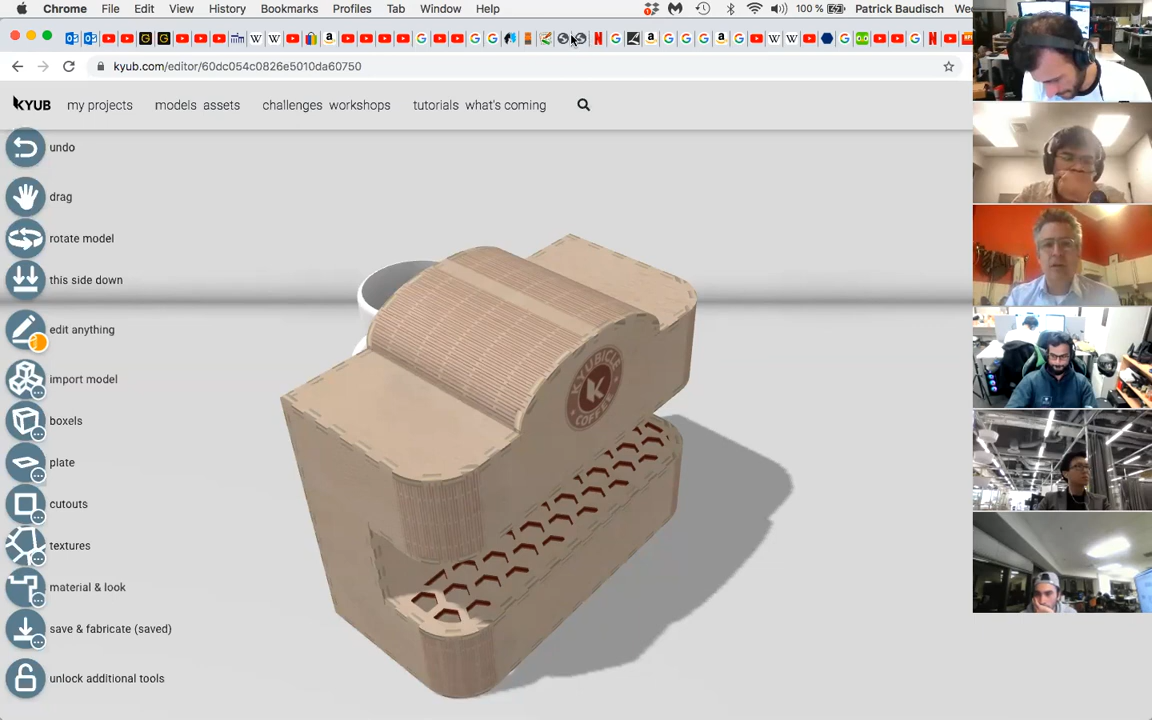 Chrome File Edit View History Bookmarks Profiles Tab Window Help 100 % Patrick Baudisch
kyub.com/editor/60dc054c0826e5010da60750
KYUB my projects models assets challenges workshops tutorials what's coming
undo
drag
rotate model
this side down
edit anything
import model
boxels
plate
cutouts
textures
material & look
save & fabricate (saved)
unlock additional tools
KYUBICLE
COFFEE